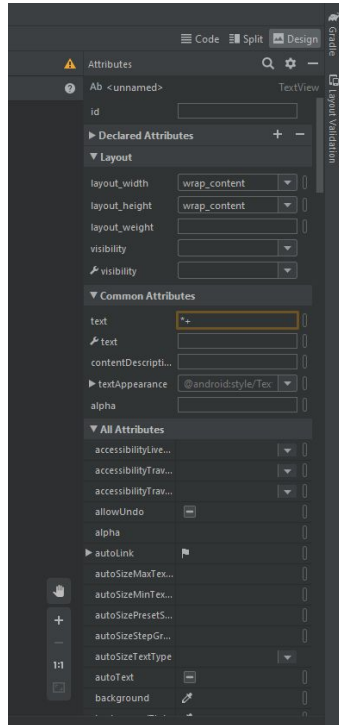 Code Split Design
Gradle
Layout Validation
Attributes
Ab <unnamed> TextView
id
Declared Attributes
Layout
layout_width wrap_content
layout_height wrap_content
layout_weight
visibility
visibility
Common Attributes
text *+
text
contentDescripti...
textAppearance @android:style/Tex
alpha
All Attributes
accessibilityLive...
accessibilityTrav...
accessibilityTrav...
allowUndo
alpha
autoLink
autoSizeMaxTex...
autoSizeMinTex...
autoSizePresetS...
autoSizeStepGr...
autoSizeTextType
autoText
background
1:1